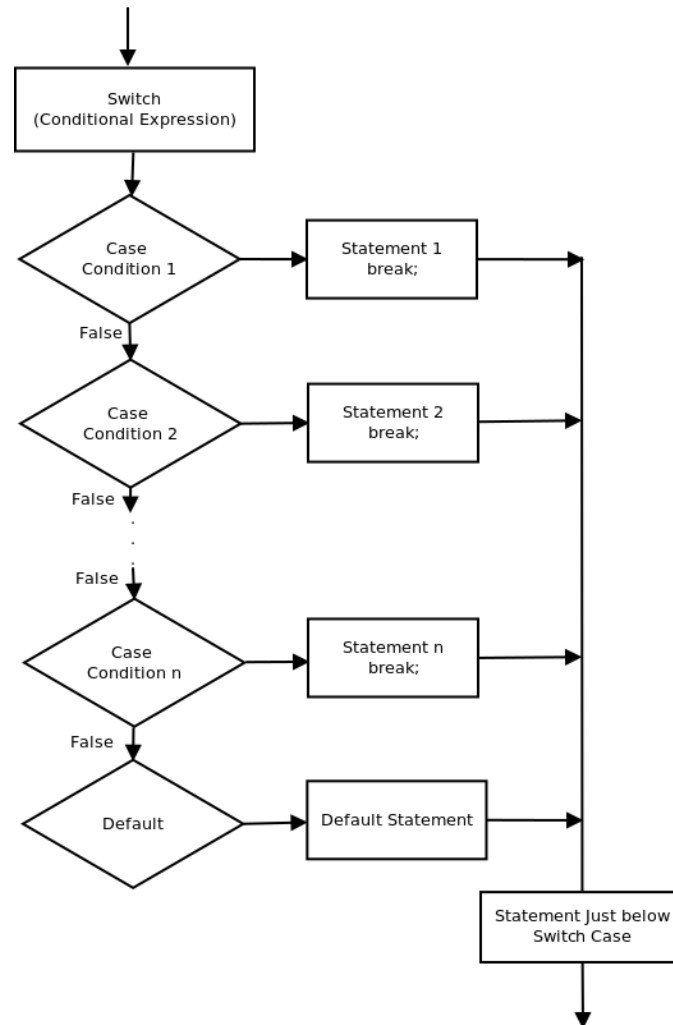 Switch
(Conditional Expression)
Case
Condition 1
Statement 1
break;
False
Case
Condition 2
Statement 2
break;
False
.
.
.
False
Case
Condition n
Statement n
break;
False
Default
Default Statement
Statement Just below
Switch Case